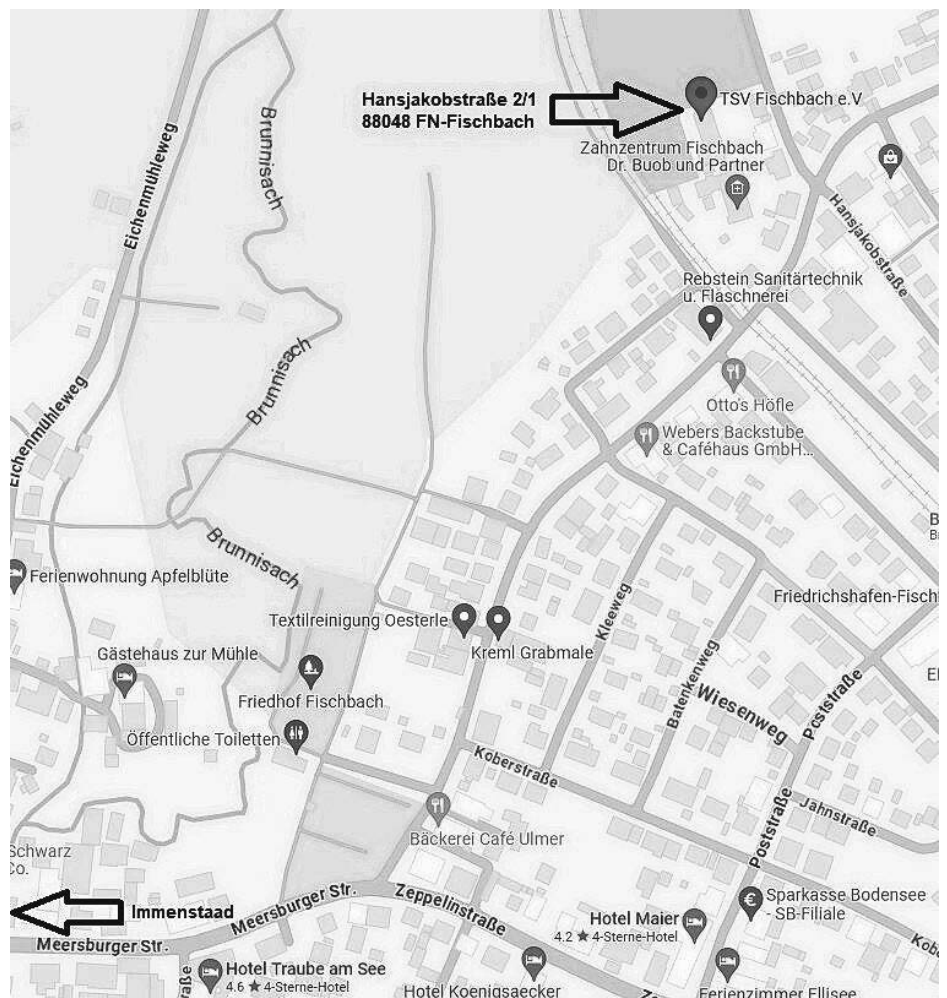 Hansjakobstraße 2/1
88048 FN-Fischbach
TSV Fischbach e.V
Zahnzentrum Fischbach
Dr. Buob und Partner
Brunnisach
Eichenmühleweg
Hansjakobstraße
Rebstein Sanitärtechnik
u. Flaschnerei
Brunnisach
Otto's Höfle
Eichenmühleweg
Webers Backstube
& Caféhaus GmbH...
Brunnisach
Ferienwohnung Apfelblüte
Friedrichshafen-Fischb
Textilreinigung Oesterle
Kreml Grabmale
Kleeweg
Gästehaus zur Mühle
Batenkenweg
Wiesenweg
Poststraße
Friedhof Fischbach
Öffentliche Toiletten
Koberstraße
Jahnstraße
Poststraße
Bäckerei Café Ulmer
Schwarz
Co.
Immenstaad
Meersburger Str.
Zeppelinstraße
Hotel Maier
4.2 ★ 4-Sterne-Hotel
Sparkasse Bodensee
- SB-Filiale
Meersburger Str.
Hotel Traube am See
4.6 ★ 4-Sterne-Hotel
Hotel Koenigsaecker
Ferienzimmer Ellisee